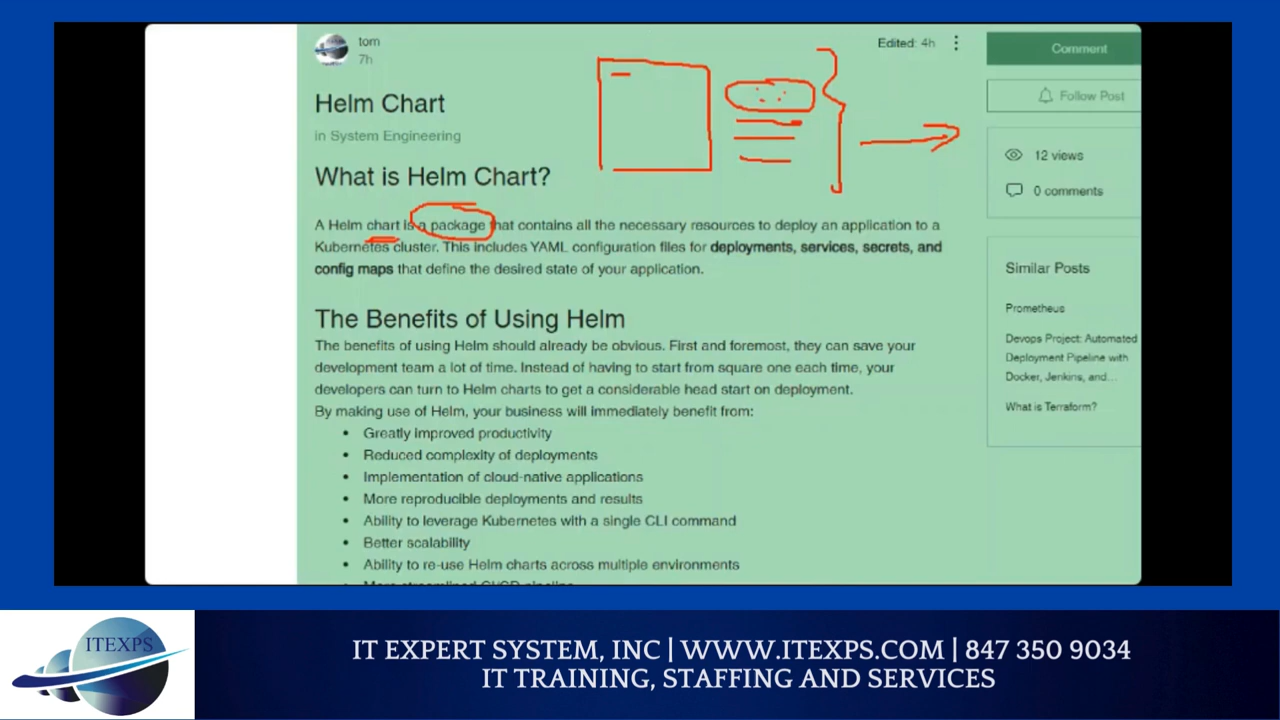 tom
7h
Edited: 4h
Helm Chart
in System Engineering
What is Helm Chart?
A Helm chart is a package that contains all the necessary resources to deploy an application to a
Kubernetes cluster. This includes YAML configuration files for deployments, services, secrets, and
config maps that define the desired state of your application.
The Benefits of Using Helm
The benefits of using Helm should already be obvious. First and foremost, they can save your
development team a lot of time. Instead of having to start from square one each time, your
developers can turn to Helm charts to get a considerable head start on deployment.
By making use of Helm, your business will immediately benefit from:
• Greatly improved productivity
• Reduced complexity of deployments
• Implementation of cloud-native applications
• More reproducible deployments and results
• Ability to leverage Kubernetes with a single CLI command
• Better scalability
• Ability to re-use Helm charts across multiple environments
• More streamlined CI/CD pipeline
Comment
Follow Post
12 views
0 comments
Similar Posts
Prometheus
Devops Project: Automated
Deployment Pipeline with
Docker, Jenkins, and...
What is Terraform?
ITEXPS
IT EXPERT SYSTEM, INC | WWW.ITEXPS.COM | 847 350 9034
IT TRAINING, STAFFING AND SERVICES